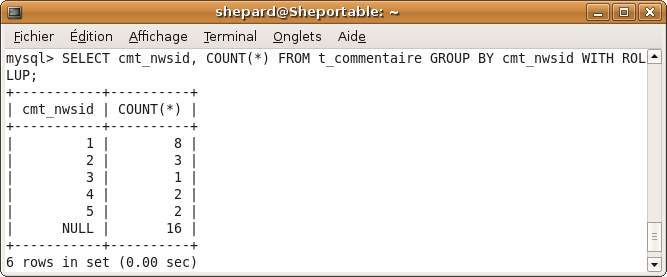 shepard@Sheportable: ~
Fichier Édition Affichage Terminal Onglets Aide
mysql> SELECT cmt_nwsid, COUNT(*) FROM t_commentaire GROUP BY cmt_nwsid WITH ROL
LUP;
+-----------+----------+
| cmt_nwsid | COUNT(*) |
+-----------+----------+
|         1 |        8 |
|         2 |        3 |
|         3 |        1 |
|         4 |        2 |
|         5 |        2 |
|      NULL |       16 |
+-----------+----------+
6 rows in set (0.00 sec)